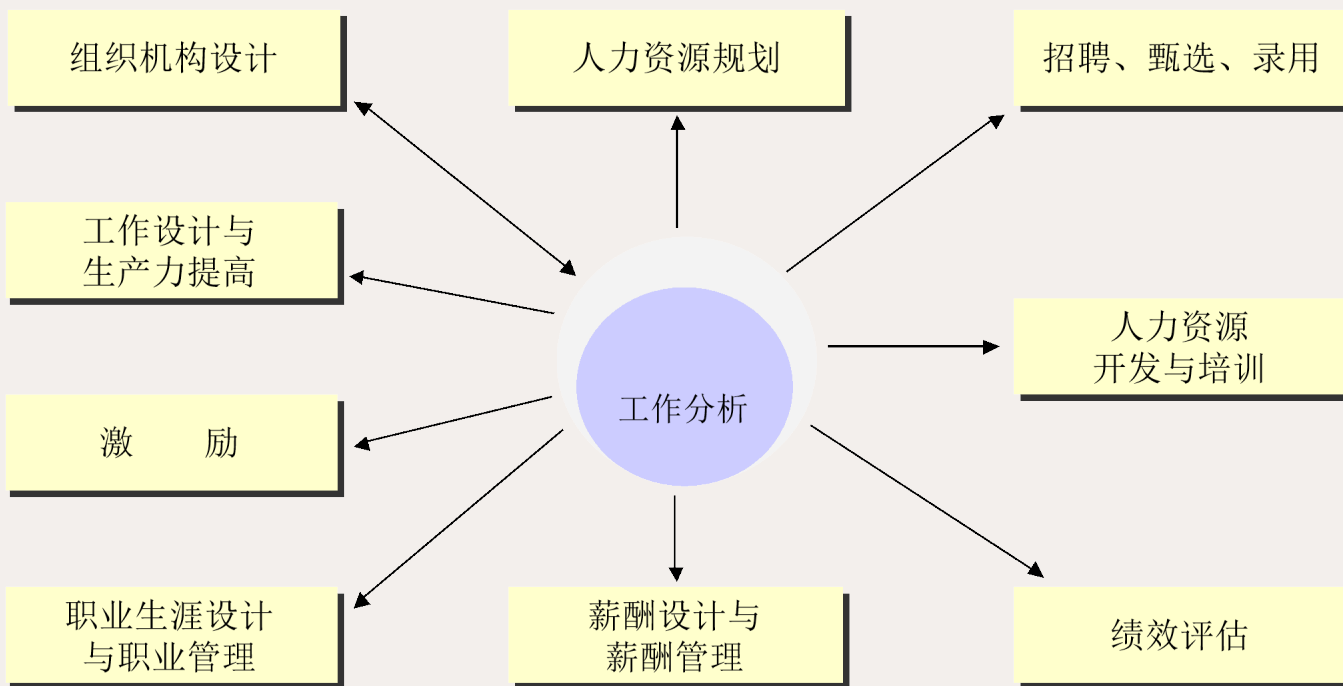 组织机构设计
人力资源规划
招聘、甄选、录用
工作设计与
生产力提高
人力资源
开发与培训
工作分析
激 励
职业生涯设计
与职业管理
薪酬设计与
薪酬管理
绩效评估